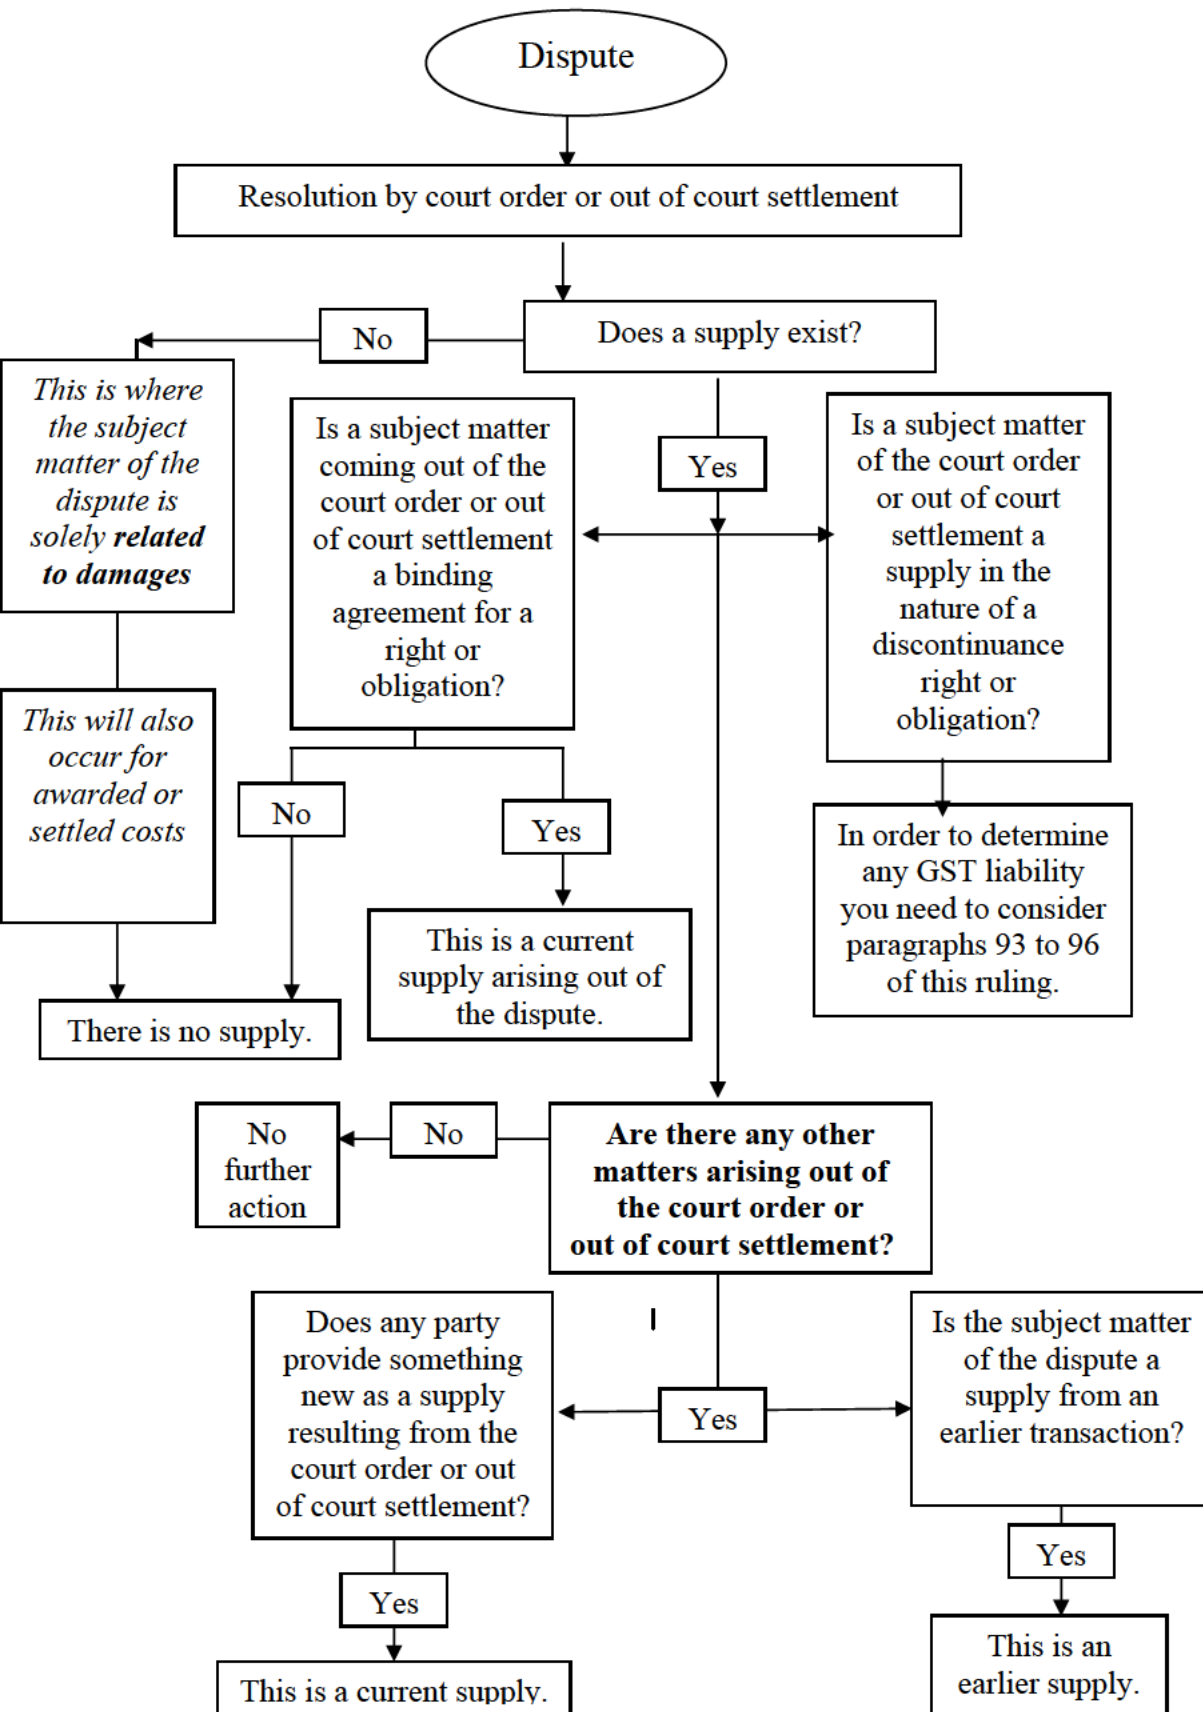 Dispute
Resolution by court order or out of court settlement
Does a supply exist?
No
This is where
the subject
matter of the
dispute is
solely related
to damages
Is a subject matter
coming out of the
court order or out
of court settlement
a binding
agreement for a
right or
obligation?
Yes
Is a subject matter
of the court order
or out of court
settlement a
supply in the
nature of a
discontinuance
right or
obligation?
This will also
occur for
awarded or
settled costs
No
Yes
In order to determine
any GST liability
you need to consider
paragraphs 93 to 96
of this ruling.
This is a current
supply arising out of
the dispute.
There is no supply.
No
further
action
No
Are there any other
matters arising out of
the court order or
out of court settlement?
Does any party
provide something
new as a supply
resulting from the
court order or out
of court settlement?
Yes
Is the subject matter
of the dispute a
supply from an
earlier transaction?
Yes
Yes
This is a current supply.
This is an
earlier supply.